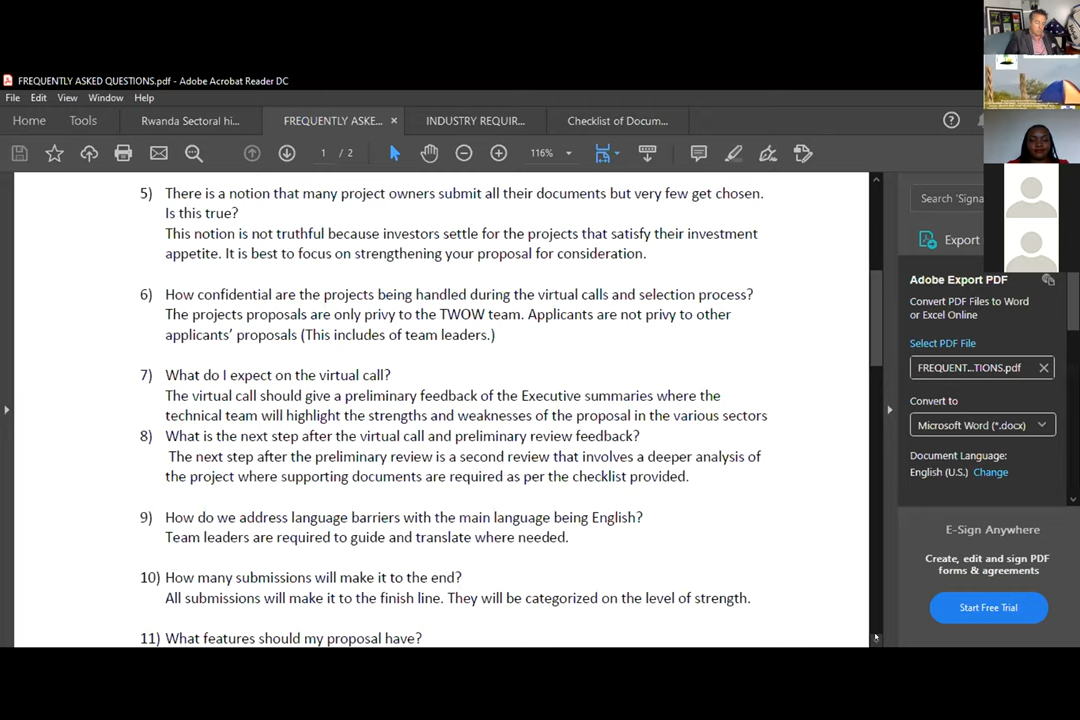 FREQUENTLY ASKED QUESTIONS.pdf - Adobe Acrobat Reader DC
File Edit View Window Help
Home Tools Rwanda Sectoral hi... FREQUENTLY ASKE... × INDUSTRY REQUIR... Checklist of Docum...
1 / 2 116%
5) There is a notion that many project owners submit all their documents but very few get chosen.
Is this true?
This notion is not truthful because investors settle for the projects that satisfy their investment
appetite. It is best to focus on strengthening your proposal for consideration.
6) How confidential are the projects being handled during the virtual calls and selection process?
The projects proposals are only privy to the TWOW team. Applicants are not privy to other
applicants' proposals (This includes of team leaders.)
7) What do I expect on the virtual call?
The virtual call should give a preliminary feedback of the Executive summaries where the
technical team will highlight the strengths and weaknesses of the proposal in the various sectors
8) What is the next step after the virtual call and preliminary review feedback?
The next step after the preliminary review is a second review that involves a deeper analysis of
the project where supporting documents are required as per the checklist provided.
9) How do we address language barriers with the main language being English?
Team leaders are required to guide and translate where needed.
10) How many submissions will make it to the end?
All submissions will make it to the finish line. They will be categorized on the level of strength.
11) What features should my proposal have?
Search 'Signa
Export
Adobe Export PDF
Convert PDF Files to Word
or Excel Online
Select PDF File
FREQUENT...TIONS.pdf
Convert to
Microsoft Word (*.docx)
Document Language:
English (U.S.) Change
E-Sign Anywhere
Create, edit and sign PDF
forms & agreements
Start Free Trial